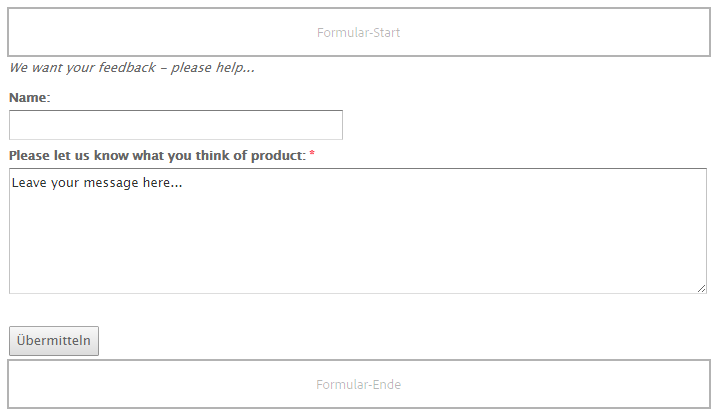 Formular-Start
We want your feedback – please help...
Name:
Please let us know what you think of product: *
Leave your message here...
Übermitteln
Formular-Ende